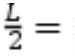 L/2 =